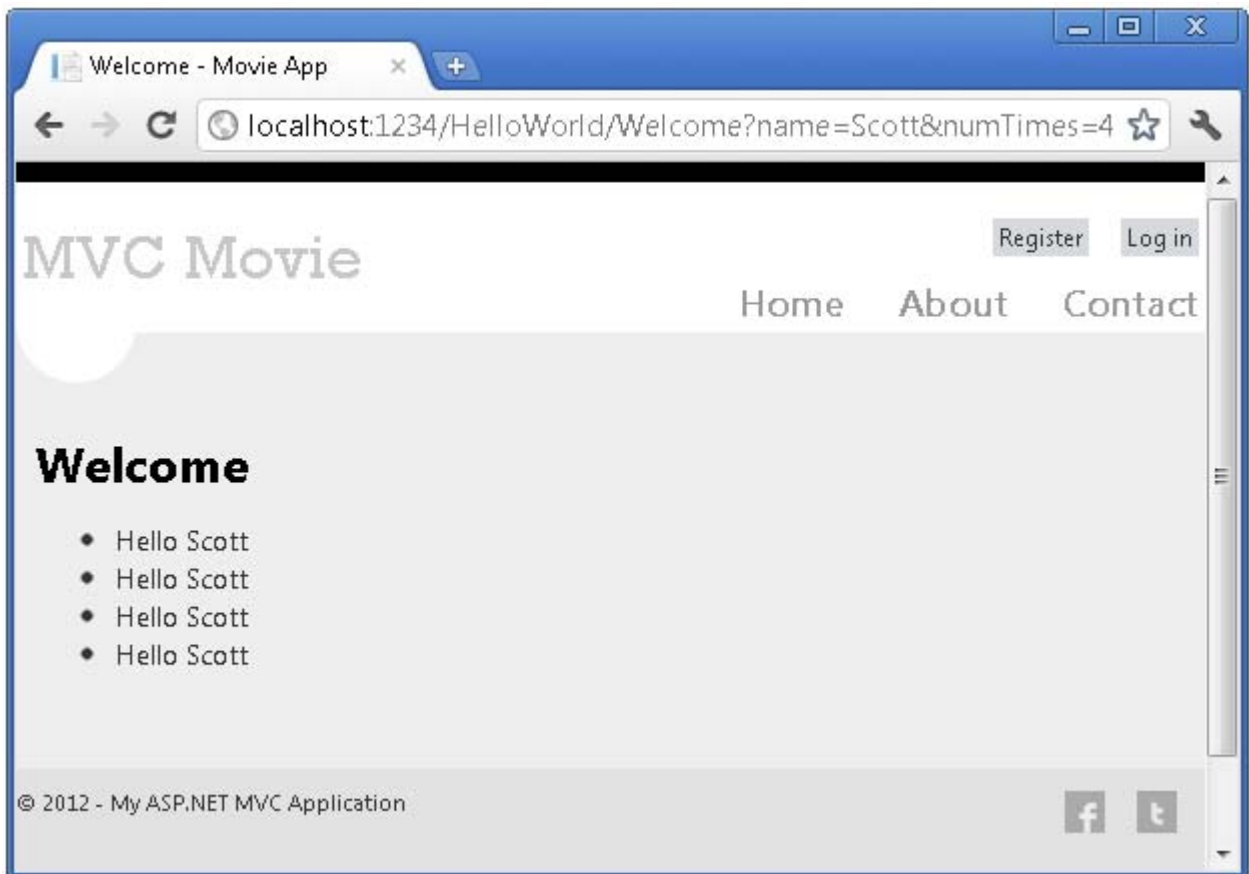 Welcome - Movie App
localhost:1234/HelloWorld/Welcome?name=Scott&numTimes=4
Register Log in
MVC Movie
Home About Contact
Welcome
• Hello Scott
• Hello Scott
• Hello Scott
• Hello Scott
© 2012 - My ASP.NET MVC Application
f t